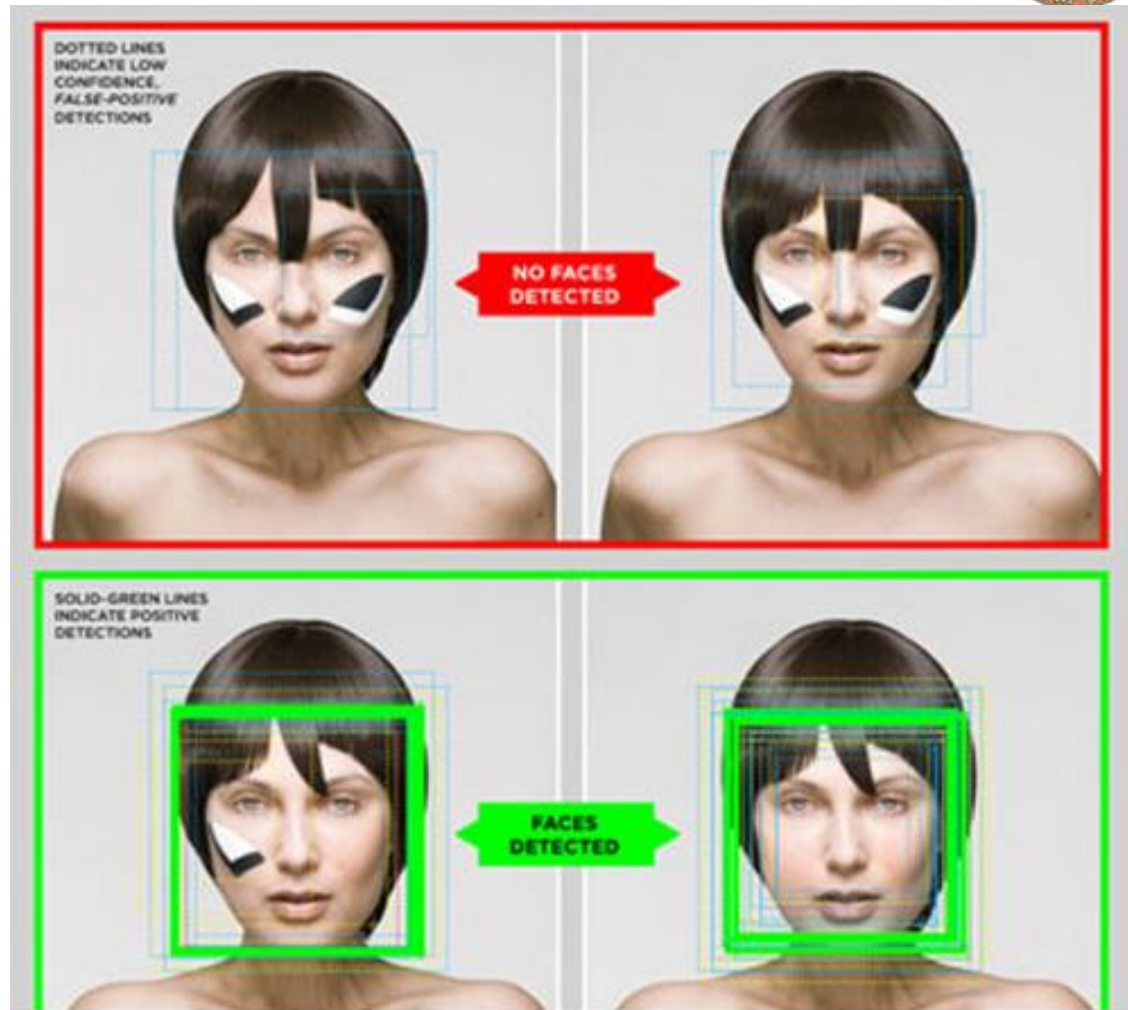 DOTTED LINES
INDICATE LOW
CONFIDENCE,
FALSE-POSITIVE
DETECTIONS
NO FACES
DETECTED
SOLID-GREEN LINES
INDICATE POSITIVE
DETECTIONS
FACES
DETECTED